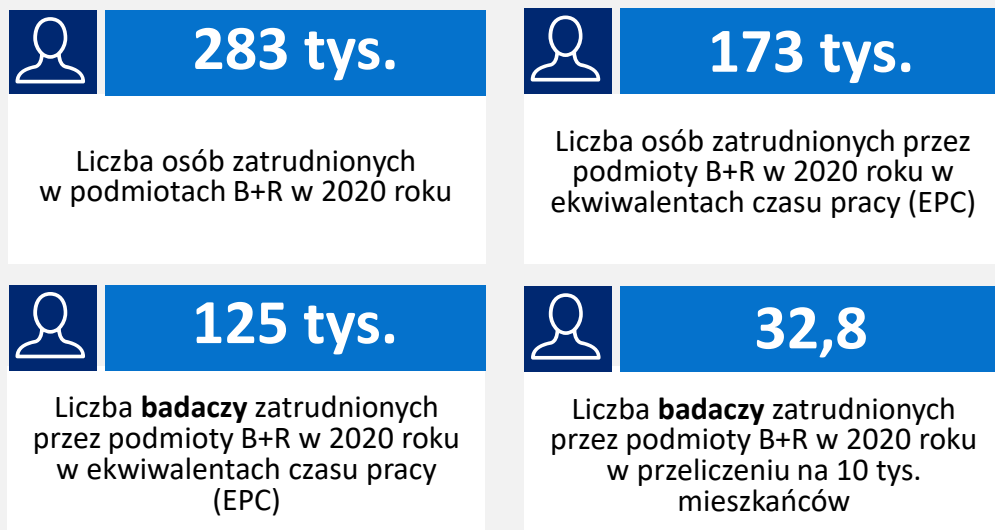 283 tys.
Liczba osób zatrudnionych
w podmiotach B+R w 2020 roku
173 tys.
Liczba osób zatrudnionych przez
podmioty B+R w 2020 roku w
ekwiwalentach czasu pracy (EPC)
125 tys.
Liczba badaczy zatrudnionych
przez podmioty B+R w 2020 roku
w ekwiwalentach czasu pracy
(EPC)
32,8
Liczba badaczy zatrudnionych
przez podmioty B+R w 2020 roku
w przeliczeniu na 10 tys.
mieszkańców